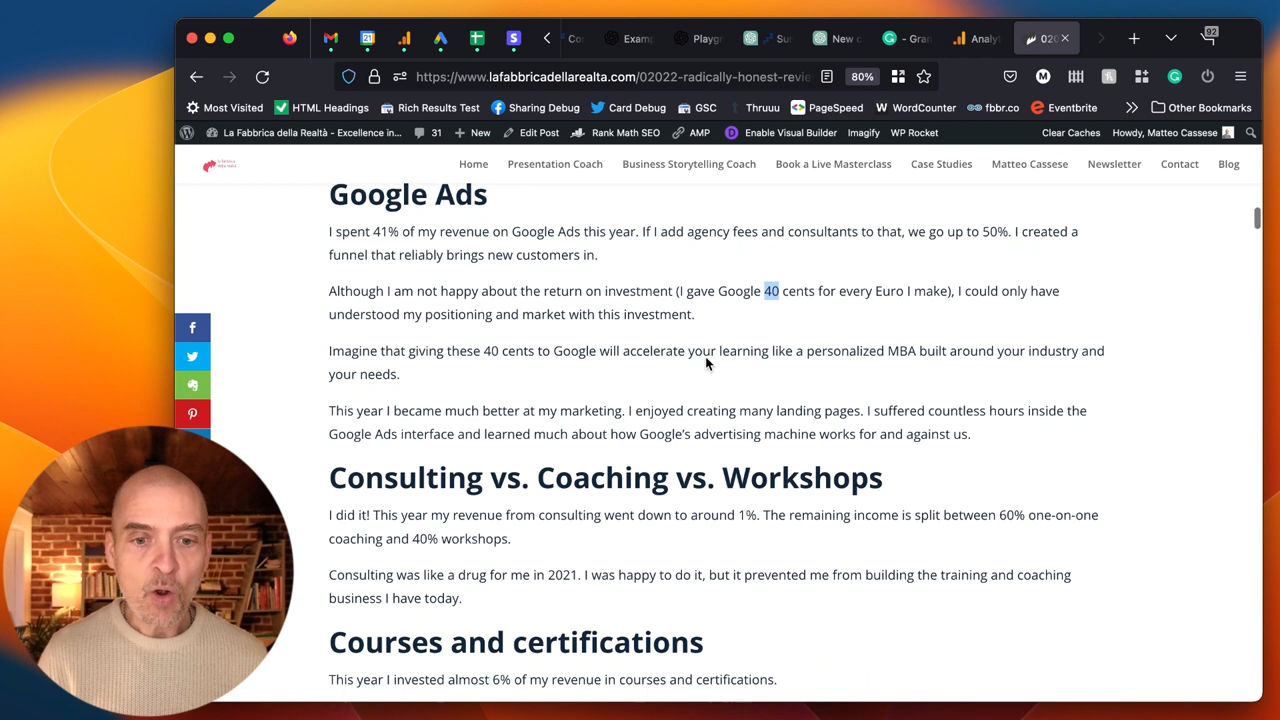 Con
Examp
Playgr
Sur
New c
- Gran
Analyt
020
92
https://www.lafabbricadellarealta.com/02022-radically-honest-revie
80%
Most Visited
HTML Headings
Rich Results Test
Sharing Debug
Card Debug
GSC
Thruuu
PageSpeed
WordCounter
fbbr.co
Eventbrite
Other Bookmarks
La Fabbrica della Realtà - Excellence in...
31
New
Edit Post
Rank Math SEO
AMP
Enable Visual Builder
Imagify
WP Rocket
Clear Caches
Howdy, Matteo Cassese
Home
Presentation Coach
Business Storytelling Coach
Book a Live Masterclass
Case Studies
Matteo Cassese
Newsletter
Contact
Blog
Google Ads
I spent 41% of my revenue on Google Ads this year. If I add agency fees and consultants to that, we go up to 50%. I created a
funnel that reliably brings new customers in.
Although I am not happy about the return on investment (I gave Google 40 cents for every Euro I make), I could only have
understood my positioning and market with this investment.
Imagine that giving these 40 cents to Google will accelerate your learning like a personalized MBA built around your industry and
your needs.
This year I became much better at my marketing. I enjoyed creating many landing pages. I suffered countless hours inside the
Google Ads interface and learned much about how Google's advertising machine works for and against us.
Consulting vs. Coaching vs. Workshops
I did it! This year my revenue from consulting went down to around 1%. The remaining income is split between 60% one-on-one
coaching and 40% workshops.
Consulting was like a drug for me in 2021. I was happy to do it, but it prevented me from building the training and coaching
business I have today.
Courses and certifications
This year I invested almost 6% of my revenue in courses and certifications.